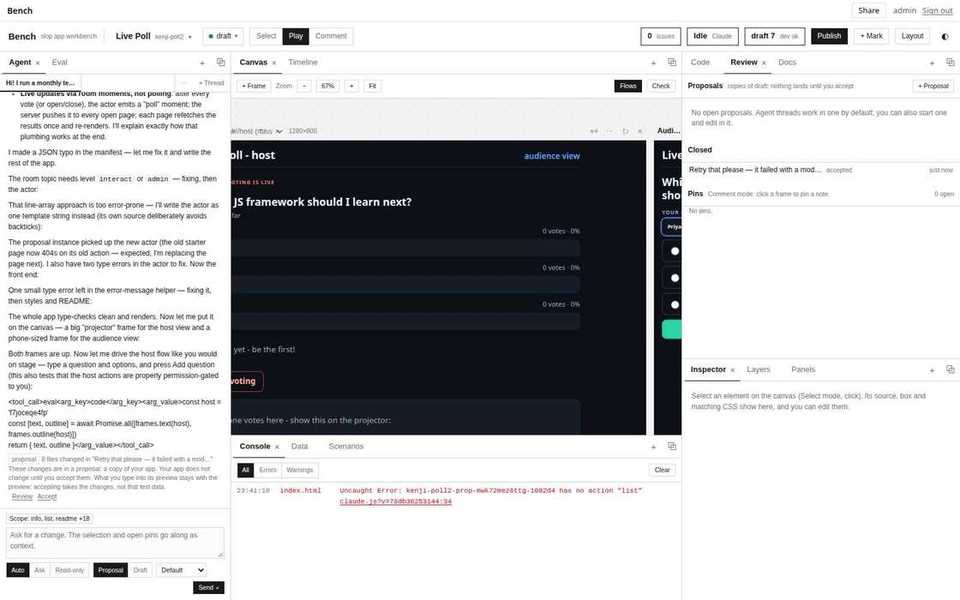 Bench
Share admin Sign out
Bench slop app workbench Live Poll kenji-poll2 draft Select Play Comment 0 issues Idle Claude draft 7 dev ok Publish + Mark Layout
Agent × Eval +
Canvas × Timeline +
Code Review × Docs +
Hi! I run a monthly te... ... + Thread
+ Frame Zoom − 67% + Fit Flows Check
Proposals copies of draft: nothing lands until you accept + Proposal
Live updates via room moments, not polling: after every
vote (or open/close), the actor emits a "poll" moment; the
server pushes it to every open page; each page refetches the
results once and re-renders. I'll explain exactly how that
plumbing works at the end.
I made a JSON typo in the manifest — let me fix it and write the
rest of the app.
The room topic needs level interact or admin — fixing, then
the actor:
That line-array approach is too error-prone — I'll write the actor as
one template string instead (its own source deliberately avoids
backticks):
The proposal instance picked up the new actor (the old starter
page now 404s on its old action — expected, I'm replacing the
page next). I also have two type errors in the actor to fix. Now the
front end:
One small type error left in the error-message helper — fixing it,
then styles and README:
The whole app type-checks clean and renders. Now let me put it
on the canvas — a big "projector" frame for the host view and a
phone-sized frame for the audience view:
Both frames are up. Now let me drive the host flow like you would
on stage — type a question and options, and press Add question
(this also tests that the host actions are properly permission-gated
to you):
<tool_call>eval<arg_key>code</arg_key><arg_value>const host =
'f7joceqe4fp'
const [text, outline] = await Promise.all([frames.text(host),
frames.outline(host)])
return { text, outline }</arg_value></tool_call>
proposal 8 files changed in "Retry that please — it failed with a mod..."
These changes are in a proposal: a copy of your app. Your app does not
change until you accept them. What you type into its preview stays with the
preview: accepting takes the changes, not that test data.
Review Accept
Scope: info, list, readme +18
Ask for a change. The selection and open pins go along as
context.
Auto Ask Read-only Proposal Draft Default
Send
1280×805
oll - host audience view
OTING IS LIVE
JS framework should I learn next?
far
0 votes · 0%
0 votes · 0%
0 votes · 0%
yet - be the first!
voting
one votes here - show this on the projector:
Audi...
Live
Whi
shou
YOUR
Priya
Console × Data Scenarios +
All Errors Warnings Clear
23:41:10 index.html Uncaught Error: kenji-poll2-prop-mwk72me28ttg-1082d4 has no action "list"
No open proposals. Agent threads work in one by default; you can also start one
and edit in it.
Closed
Retry that please — it failed with a mod... accepted just now
Pins Comment mode: click a frame to pin a note 0 open
No pins.
Inspector × Layers Panels +
Select an element on the canvas (Select mode, click). Its source, box and
matching CSS show here, and you can edit them.